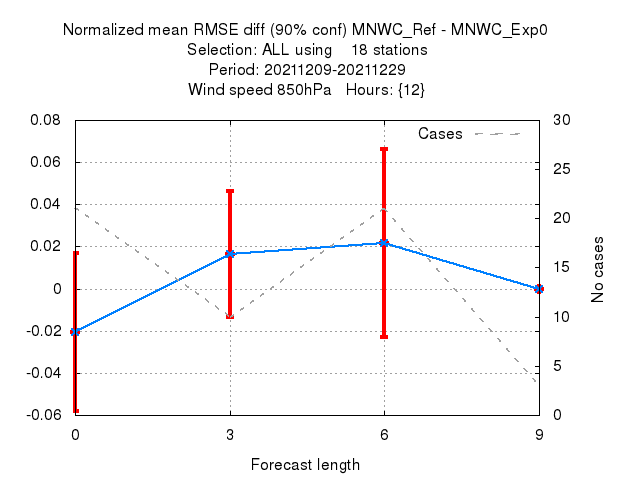 Normalized mean RMSE diff (90% conf) MNWC_Ref - MNWC_Exp0
Selection: ALL using 18 stations
Period: 20211209-20211229
Wind speed 850hPa Hours: {12}
Cases
0.08
0.06
0.04
0.02
0
-0.02
-0.04
-0.06
30
25
20
15
10
5
0
No cases
0 3 6 9
Forecast length